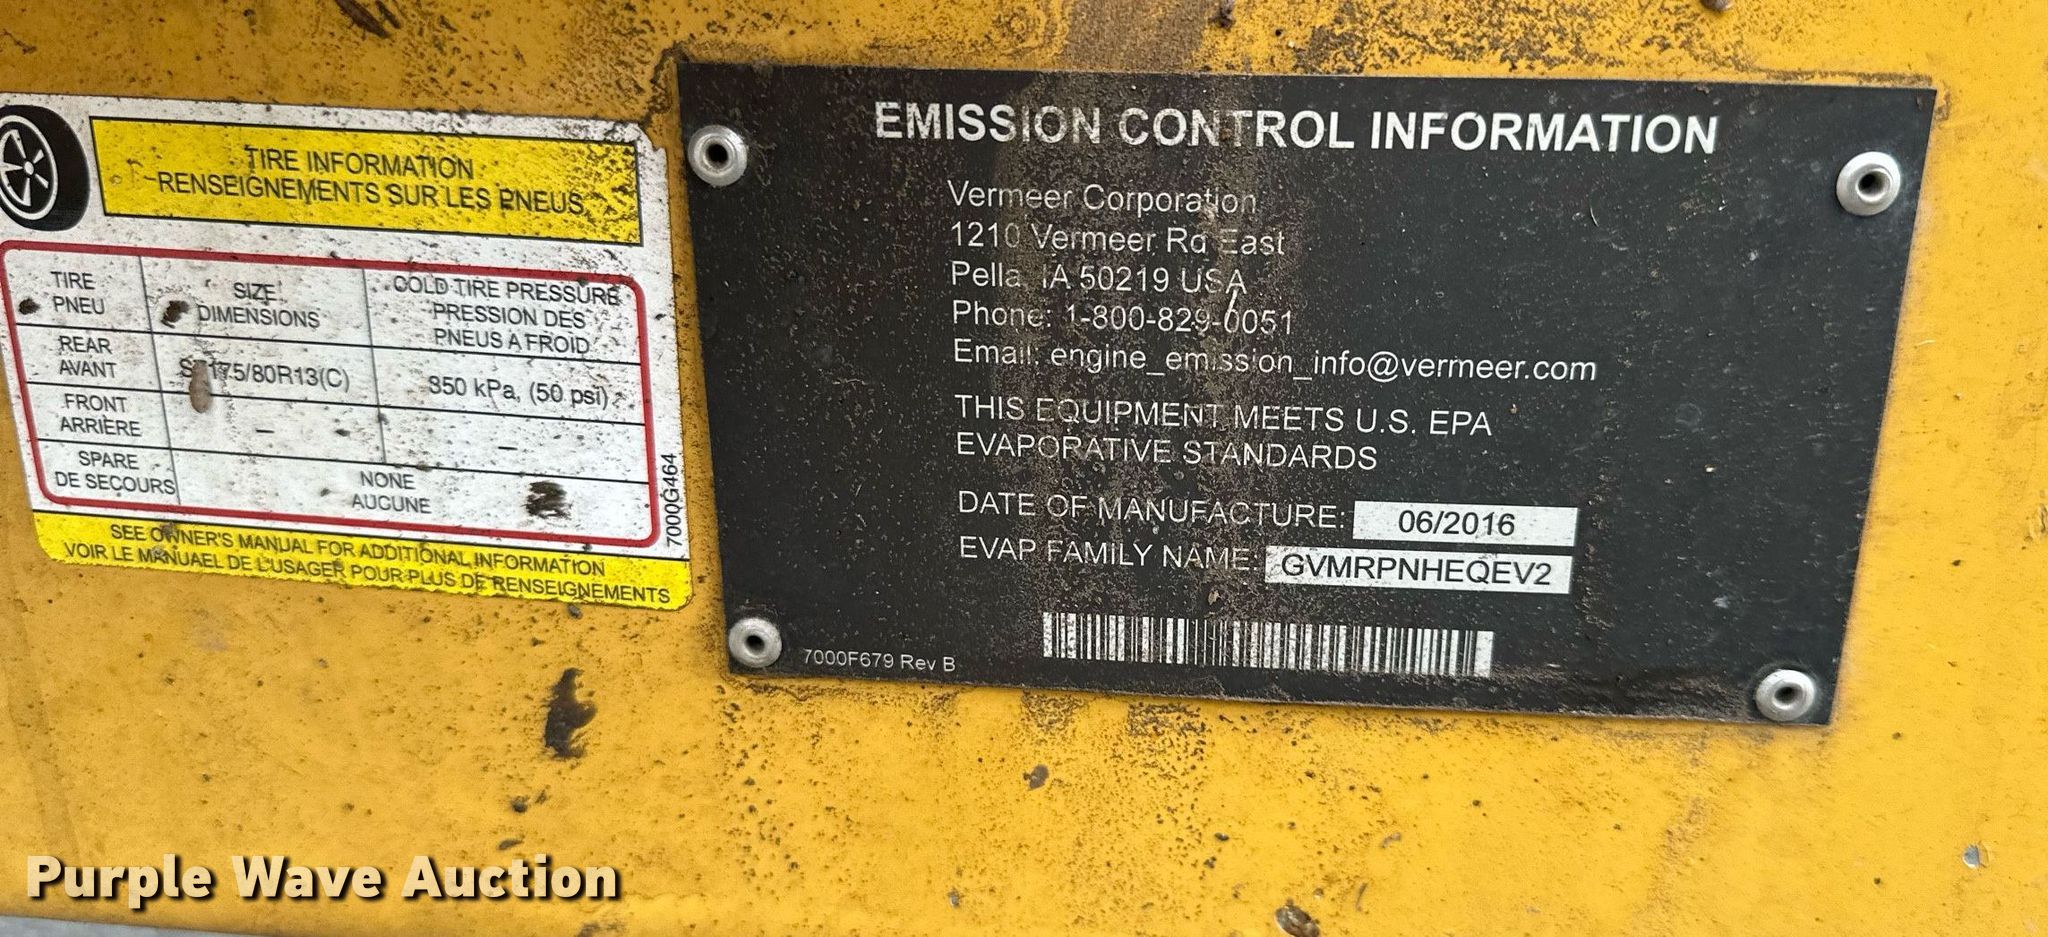 TIRE INFORMATION
RENSEIGNEMENTS SUR LES PNEUS
TIRE
PNEU
SIZE
DIMENSIONS
COLD TIRE PRESSURE
PRESSION DES
PNEUS A FROID
REAR
AVANT
ST175/80R13(C)
350 kPa, (50 psi)
FRONT
ARRIÈRE
–
–
SPARE
DE SECOURS
NONE
AUCUNE
7000G464
SEE OWNER'S MANUAL FOR ADDITIONAL INFORMATION
VOIR LE MANUAEL DE L'USAGER POUR PLUS DE RENSEIGNEMENTS
EMISSION CONTROL INFORMATION
Vermeer Corporation
1210 Vermeer Rd East
Pella, IA 50219 USA
Phone: 1-800-829-0051
Email: engine_emission_info@vermeer.com
THIS EQUIPMENT MEETS U.S. EPA
EVAPORATIVE STANDARDS
DATE OF MANUFACTURE: 06/2016
EVAP FAMILY NAME: GVMRPNHEQEV2
7000F679 Rev B
Purple Wave Auction